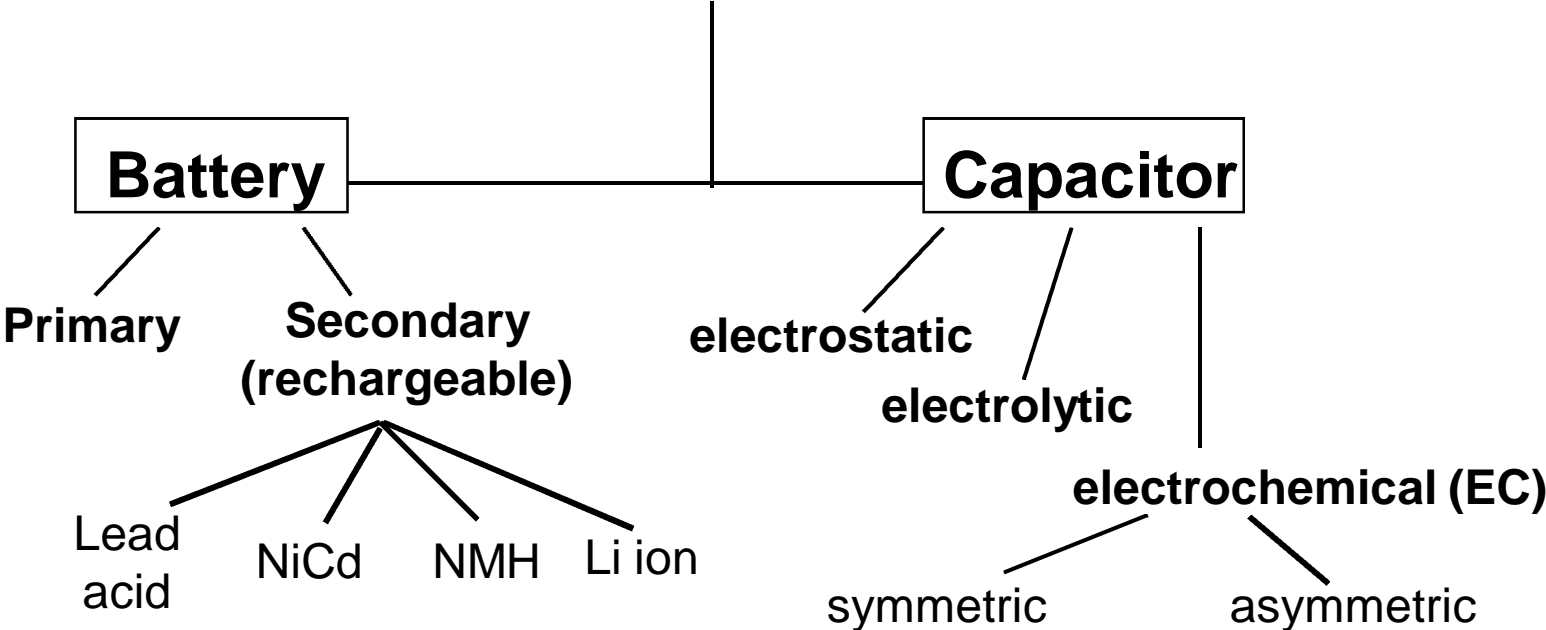 Battery
Capacitor
Primary
Secondary
(rechargeable)
electrostatic
electrolytic
electrochemical (EC)
Lead
acid
NiCd
NMH
Li ion
symmetric
asymmetric